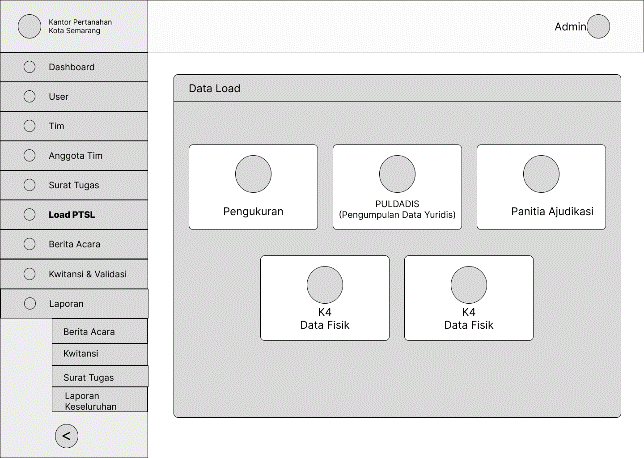 Kantor Pertanahan
Kota Semarang
Admin
Dashboard
User
Tim
Anggota Tim
Surat Tugas
Load PTSL
Berita Acara
Kwitansi & Validasi
Laporan
Berita Acara
Kwitansi
Surat Tugas
Laporan
Keseluruhan
<
Data Load
Pengukuran
PULDADIS
(Pengumpulan Data Yuridis)
Panitia Ajudikasi
K4
Data Fisik
K4
Data Fisik